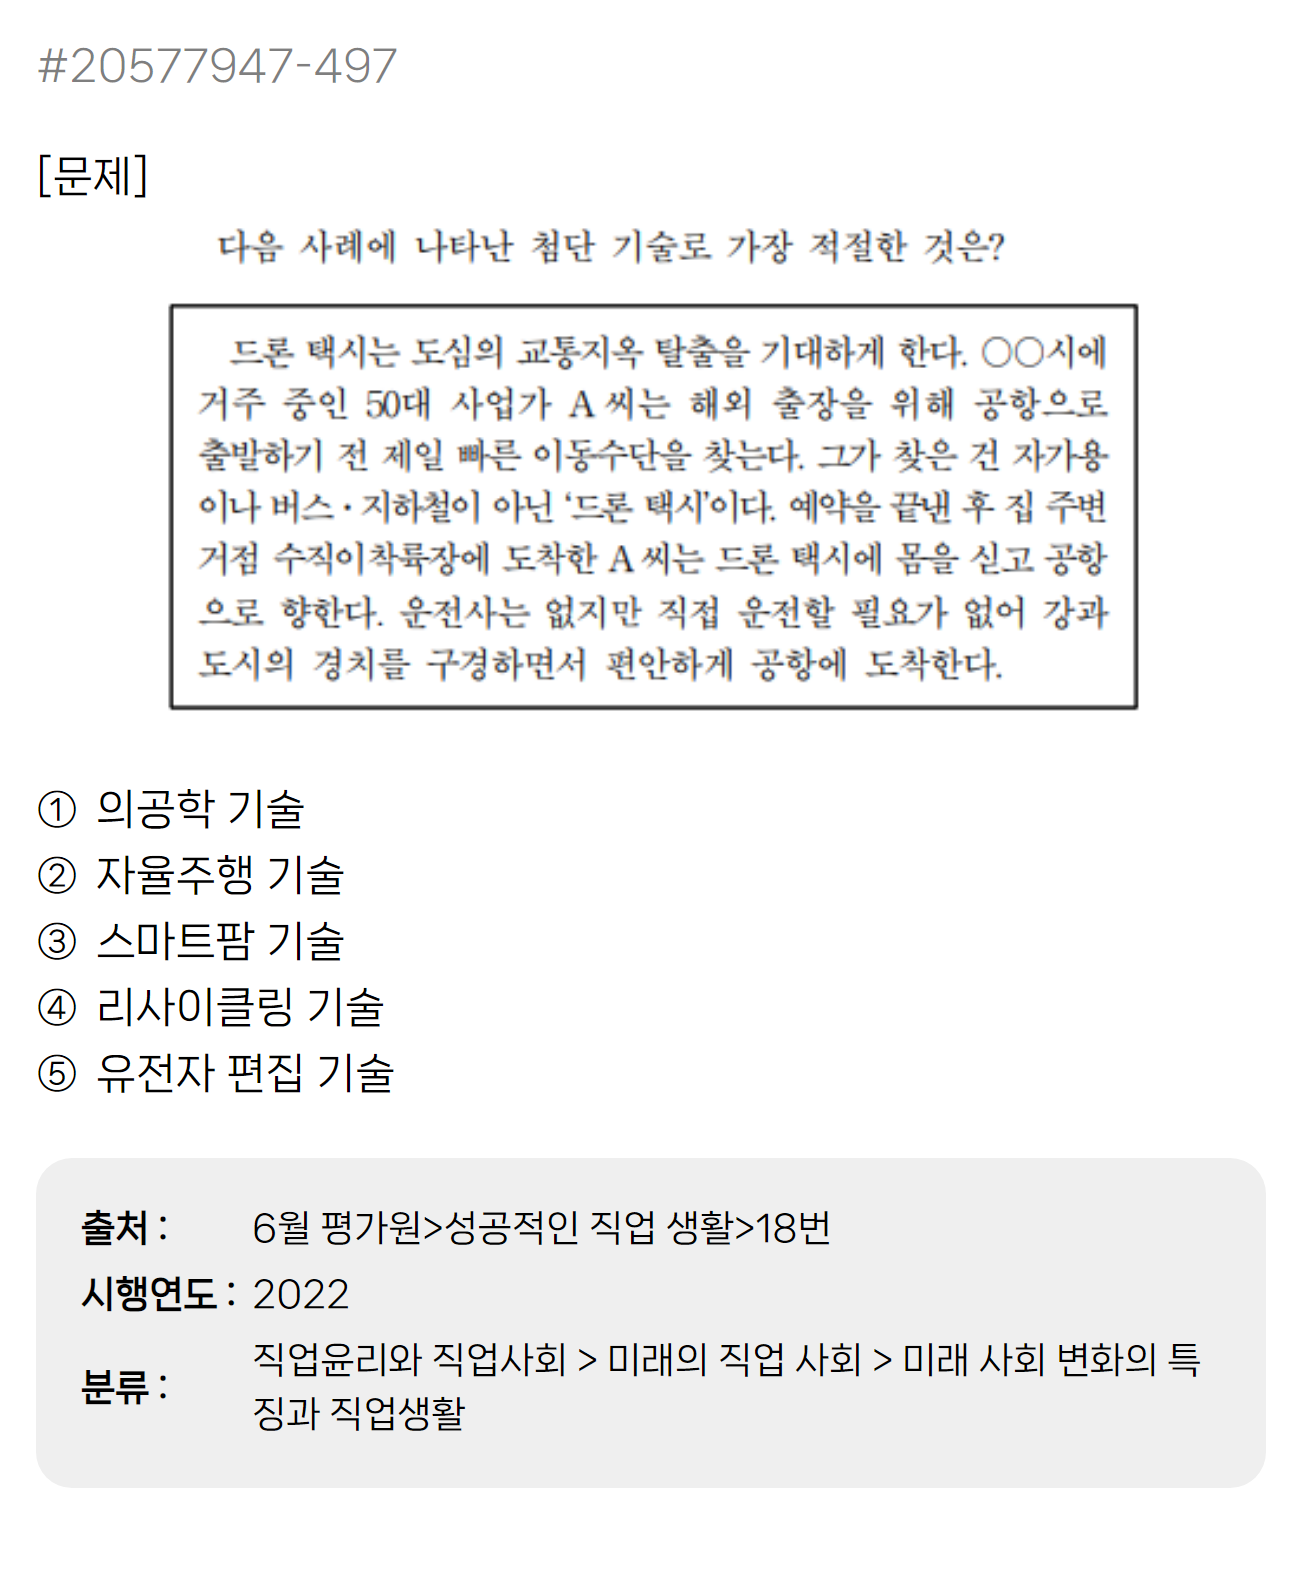 #20577947-497
[문제]
다음 사례에 나타난 첨단 기술로 가장 적절한 것은?
드론 택시는 도심의 교통지옥 탈출을 기대하게 한다. ○○시에
거주 중인 50대 사업가 A 씨는 해외 출장을 위해 공항으로
출발하기 전 제일 빠른 이동수단을 찾는다. 그가 찾은 건 자가용
이나 버스·지하철이 아닌 ‘드론 택시’이다. 예약을 끝낸 후 집 주변
거점 수직이착륙장에 도착한 A 씨는 드론 택시에 몸을 싣고 공항
으로 향한다. 운전사는 없지만 직접 운전할 필요가 없어 강과
도시의 경치를 구경하면서 편안하게 공항에 도착한다.
① 의공학 기술
② 자율주행 기술
③ 스마트팜 기술
④ 리사이클링 기술
⑤ 유전자 편집 기술
출처 : 6월 평가원>성공적인 직업 생활>18번
시행연도 : 2022
분류 : 직업윤리와 직업사회 > 미래의 직업 사회 > 미래 사회 변화의 특
징과 직업생활